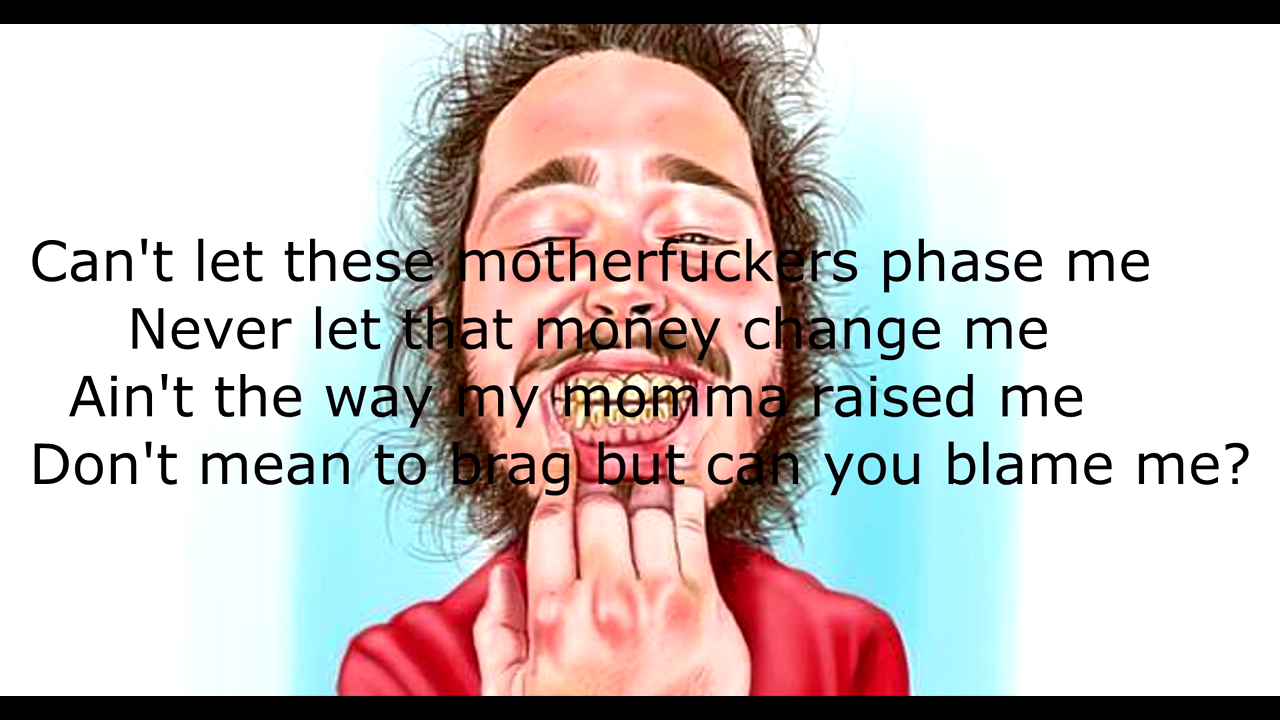 Can't let these motherfuckers phase me
Never let that money change me
Ain't the way my momma raised me
Don't mean to brag but can you blame me?